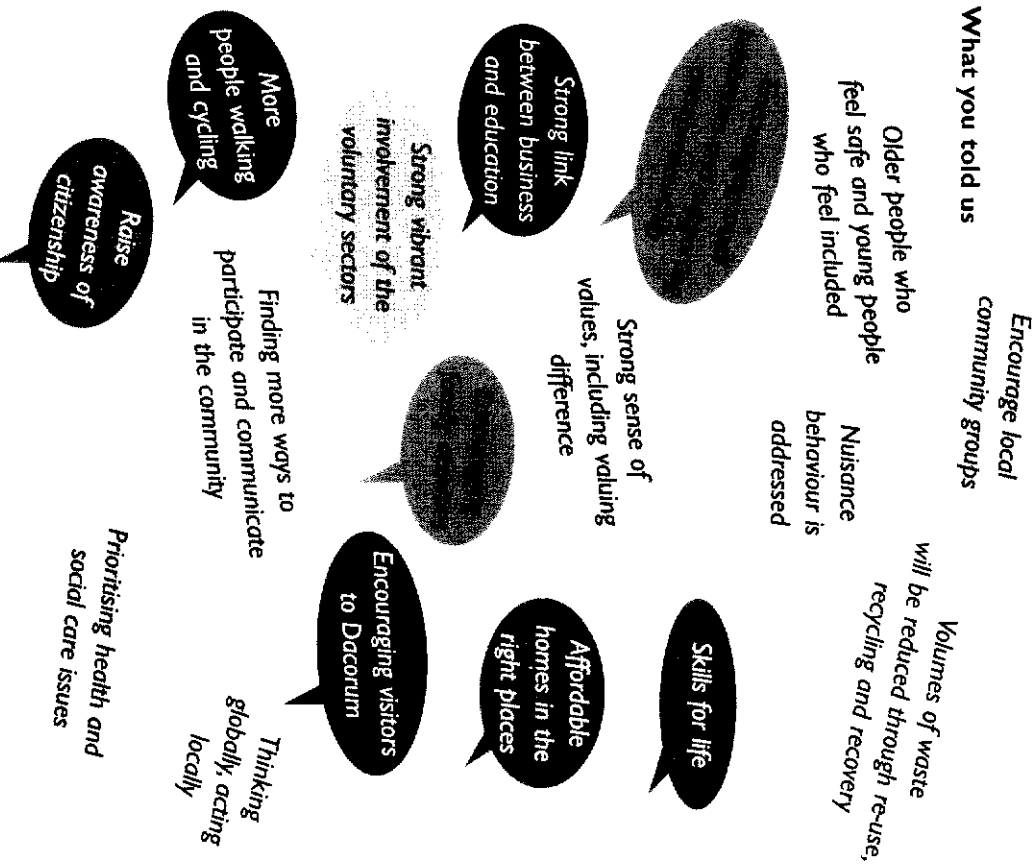 What you told us
Encourage local
community groups
Volumes of waste
will be reduced through re-use,
recycling and recovery
Older people who
feel safe and young people
who feel included
Nuisance
behaviour is
addressed
Skills for life
Strong sense of
values, including valuing
difference
Affordable
homes in the
right places
Strong link
between business
and education
Strong vibrant
involvement of the
voluntary sectors
Encouraging visitors
to Dacorum
More
people walking
and cycling
Finding more ways to
participate and communicate
in the community
Thinking
globally, acting
locally
Raise
awareness of
citizenship
Prioritising health and
social care issues